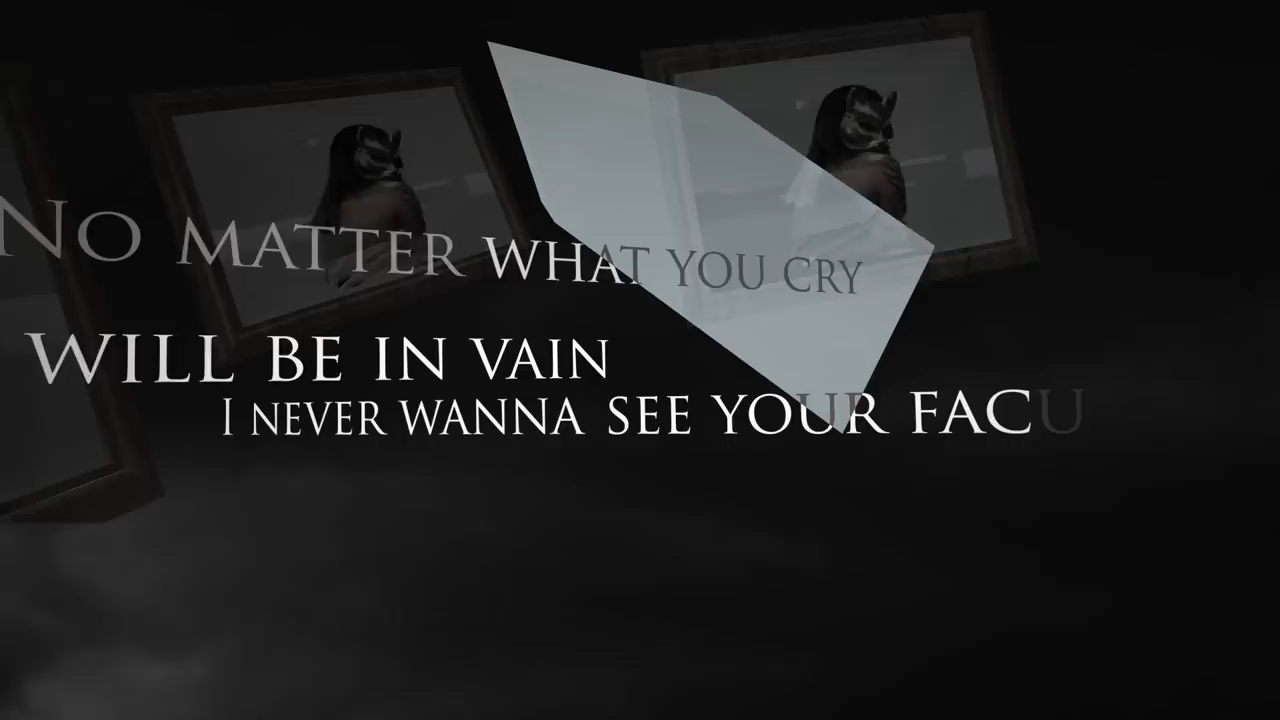 NO MATTER WHAT YOU CRY
WILL BE IN VAIN
I NEVER WANNA SEE YOUR FACU